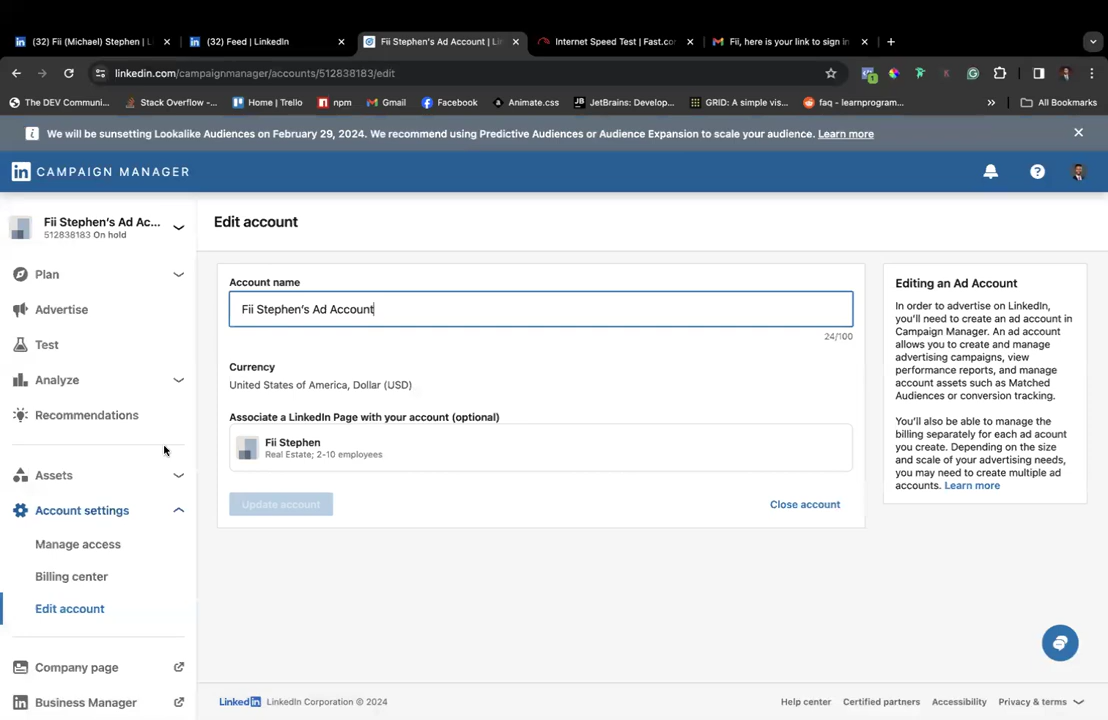 (32) Fii (Michael) Stephen | L
(32) Feed | LinkedIn
Fii Stephen's Ad Account | Lin
Internet Speed Test | Fast.co
Fii, here is your link to sign in
linkedin.com/campaignmanager/accounts/512838183/edit
The DEV Communi...
Stack Overflow -...
Home | Trello
npm
Gmail
Facebook
Animate.css
JetBrains: Develop...
GRID: A simple vis...
faq - learnprogram...
All Bookmarks
We will be sunsetting Lookalike Audiences on February 29, 2024. We recommend using Predictive Audiences or Audience Expansion to scale your audience. Learn more
in CAMPAIGN MANAGER
Fii Stephen's Ad Ac...
512838183 On hold
Plan
Advertise
Test
Analyze
Recommendations
Assets
Account settings
Manage access
Billing center
Edit account
Company page
Business Manager
Edit account
Account name
Fii Stephen's Ad Account
24/100
Currency
United States of America, Dollar (USD)
Associate a LinkedIn Page with your account (optional)
Fii Stephen
Real Estate; 2-10 employees
Update account
Close account
Editing an Ad Account
In order to advertise on LinkedIn,
you'll need to create an ad account in
Campaign Manager. An ad account
allows you to create and manage
advertising campaigns, view
performance reports, and manage
account assets such as Matched
Audiences or conversion tracking.
You'll also be able to manage the
billing separately for each ad acount
you create. Depending on the size
and scale of your advertising needs,
you may need to create multiple ad
accounts. Learn more
LinkedIn LinkedIn Corporation © 2024
Help center
Certified partners
Accessibility
Privacy & terms